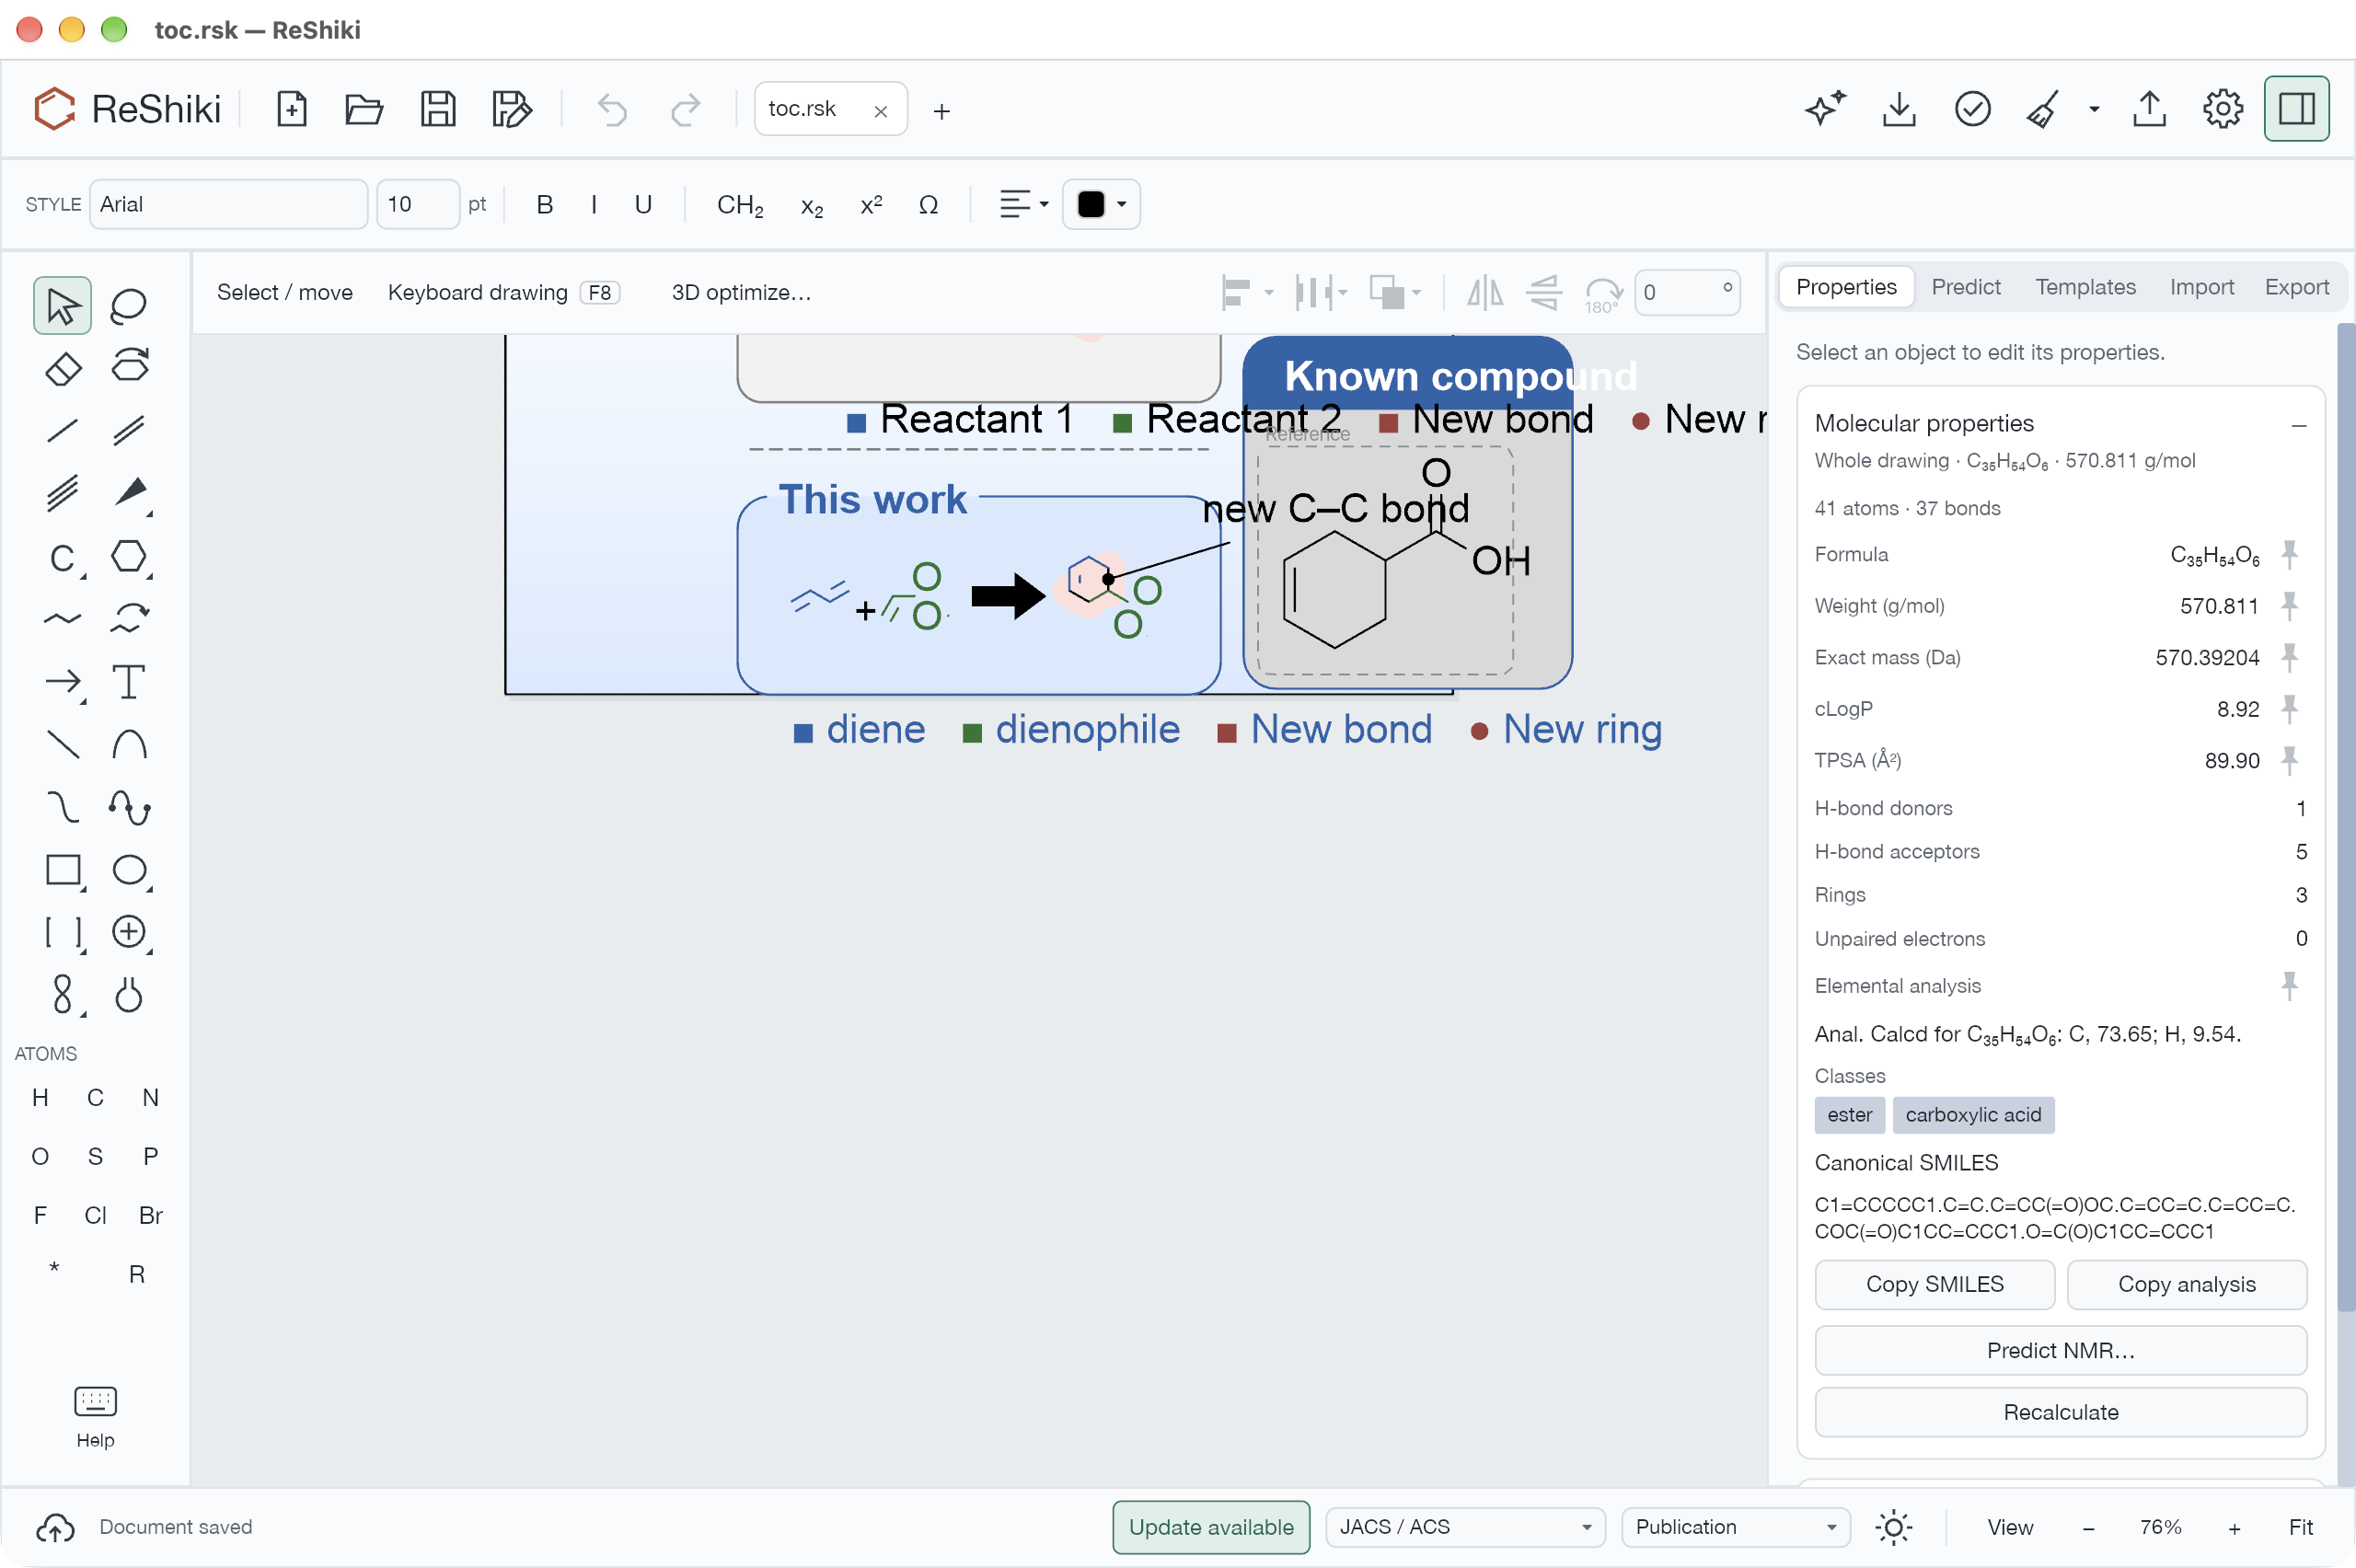 toc.rsk — ReShiki
ReShiki
toc.rsk × +
STYLE Arial 10 pt B I U CH₂ x₂ x² Ω
Select / move Keyboard drawing F8 3D optimize... 180° 0 °
Properties Predict Templates Import Export
C
T
ATOMS
H C N
O S P
F Cl Br
* R
Help
Known compound
■ Reactant 1 ■ Reactant 2 ■ New bond ● New r
Reference
This work
new C–C bond
O
OH
+
O
O
O
O
■ diene ■ dienophile ■ New bond ● New ring
Select an object to edit its properties.
Molecular properties –
Whole drawing · C₃₅H₅₄O₆ · 570.811 g/mol
41 atoms · 37 bonds
Formula C₃₅H₅₄O₆
Weight (g/mol) 570.811
Exact mass (Da) 570.39204
cLogP 8.92
TPSA (Å²) 89.90
H-bond donors 1
H-bond acceptors 5
Rings 3
Unpaired electrons 0
Elemental analysis
Anal. Calcd for C₃₅H₅₄O₆: C, 73.65; H, 9.54.
Classes
ester carboxylic acid
Canonical SMILES
C1=CCCCC1.C=C.C=CC(=O)OC.C=CC=C.C=CC=C.
COC(=O)C1CC=CCC1.O=C(O)C1CC=CCC1
Copy SMILES Copy analysis
Predict NMR...
Recalculate
Document saved Update available JACS / ACS Publication View – 76% + Fit